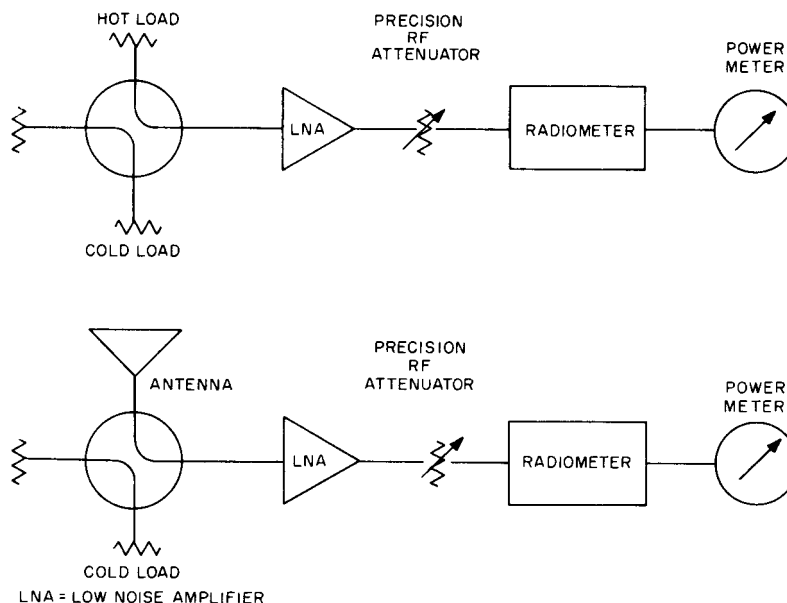 HOT LOAD
PRECISION
RF
ATTENUATOR
POWER
METER
LNA
RADIOMETER
COLD LOAD
ANTENNA
PRECISION
RF
ATTENUATOR
POWER
METER
LNA
RADIOMETER
COLD LOAD
LNA = LOW NOISE AMPLIFIER